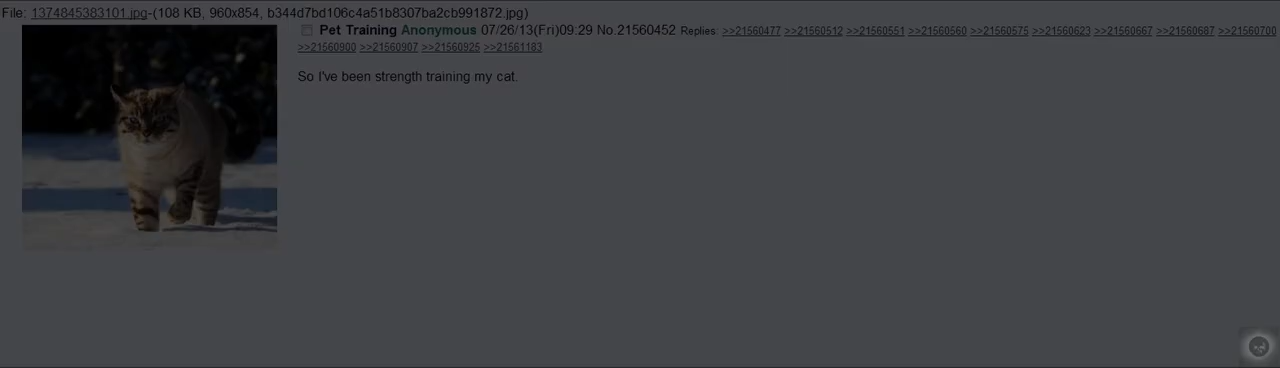 File: 1374845383101.jpg-(108 KB, 960x854, b344d7bd106c4a51b8307ba2cb991872.jpg)
Pet Training Anonymous 07/26/13(Fri)09:29 No.21560452 Replies: >>21560477 >>21560512 >>21560551 >>21560560 >>21560575 >>21560623 >>21560667 >>21560687 >>21560700
>>21560900 >>21560907 >>21560925 >>21561183
So I've been strength training my cat.